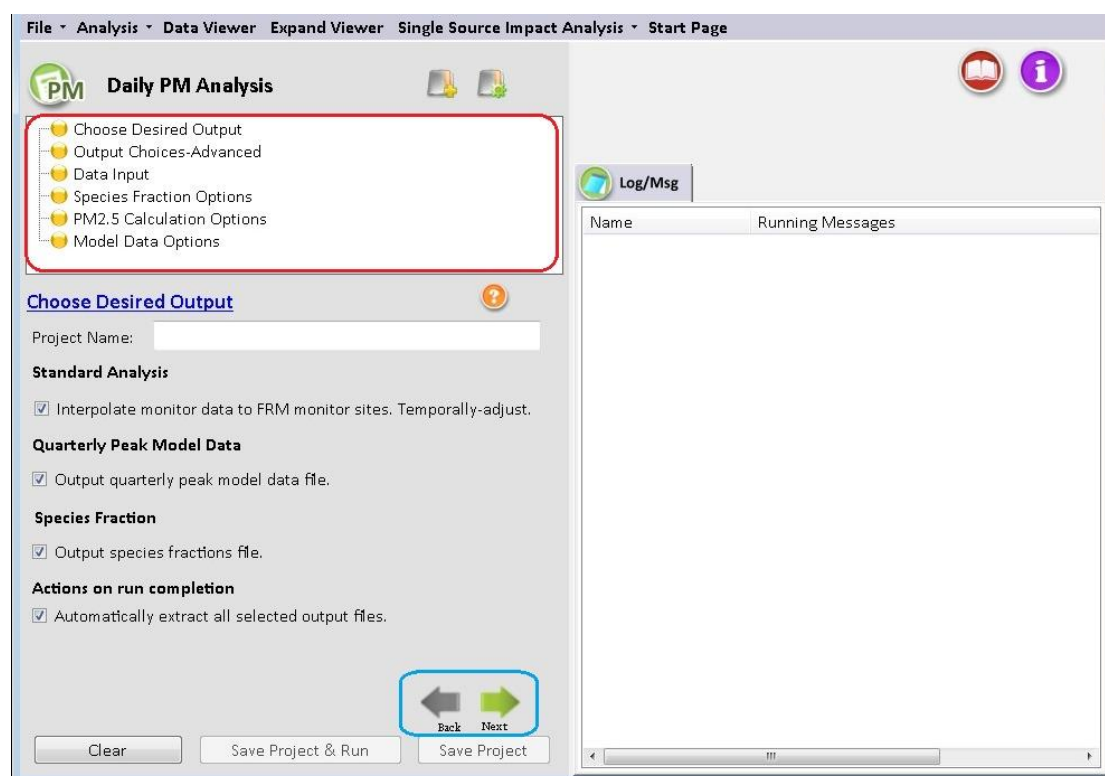 File Analysis Data Viewer Expand Viewer Single Source Impact Analysis Start Page
PM Daily PM Analysis
Choose Desired Output
Output Choices-Advanced
Data Input
Species Fraction Options
PM2.5 Calculation Options
Model Data Options
Choose Desired Output
?
Project Name:
Standard Analysis
Interpolate monitor data to FRM monitor sites. Temporally-adjust.
Quarterly Peak Model Data
Output quarterly peak model data file.
Species Fraction
Output species fractions file.
Actions on run completion
Automatically extract all selected output files.
Back Next
Clear Save Project & Run Save Project
i
Log/Msg
Name Running Messages